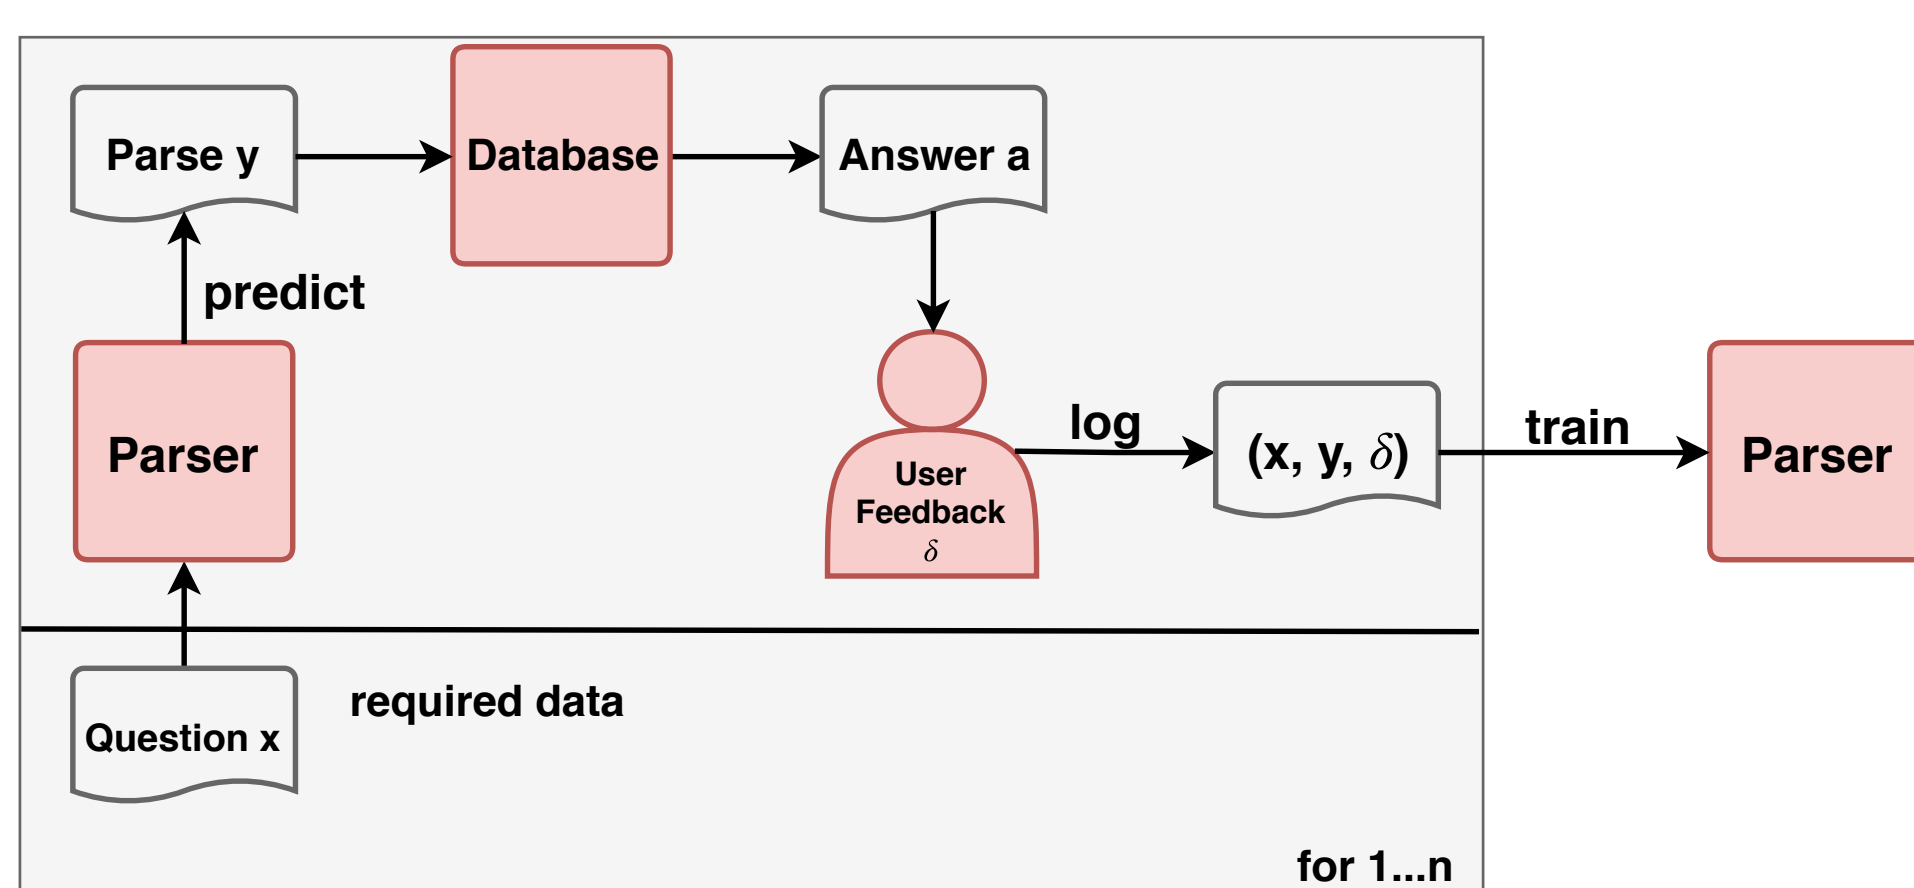 Parse y
Database
Answer a
predict
Parser
User
Feedback
δ
log
(x, y, δ)
train
Parser
Question x
required data
for 1...n